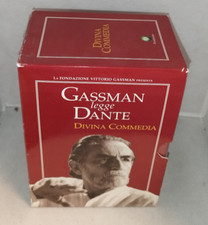 DIVINA
COMMEDIA
LA FONDAZIONE VITTORIO GASSMAN PRESENTA
GASSMAN
legge
DANTE
DIVINA COMMEDIA